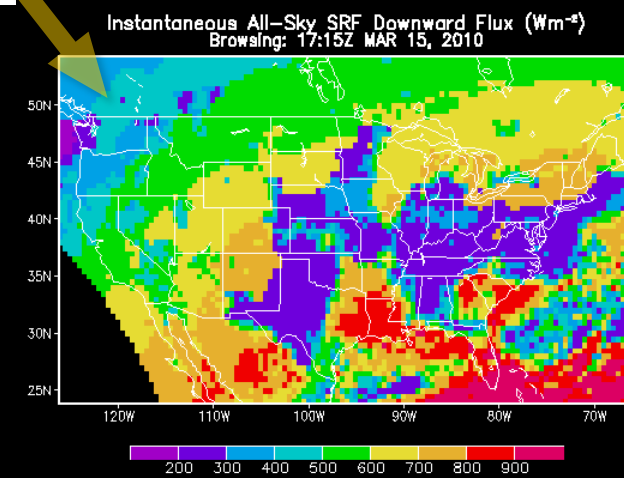 Instantaneous All-Sky SRF Downward Flux (Wm⁻²)
Browsing: 17:15Z MAR 15, 2010
50N
45N
40N
35N
30N
25N
120W 110W 100W 90W 80W 70W
200 300 400 500 600 700 800 900